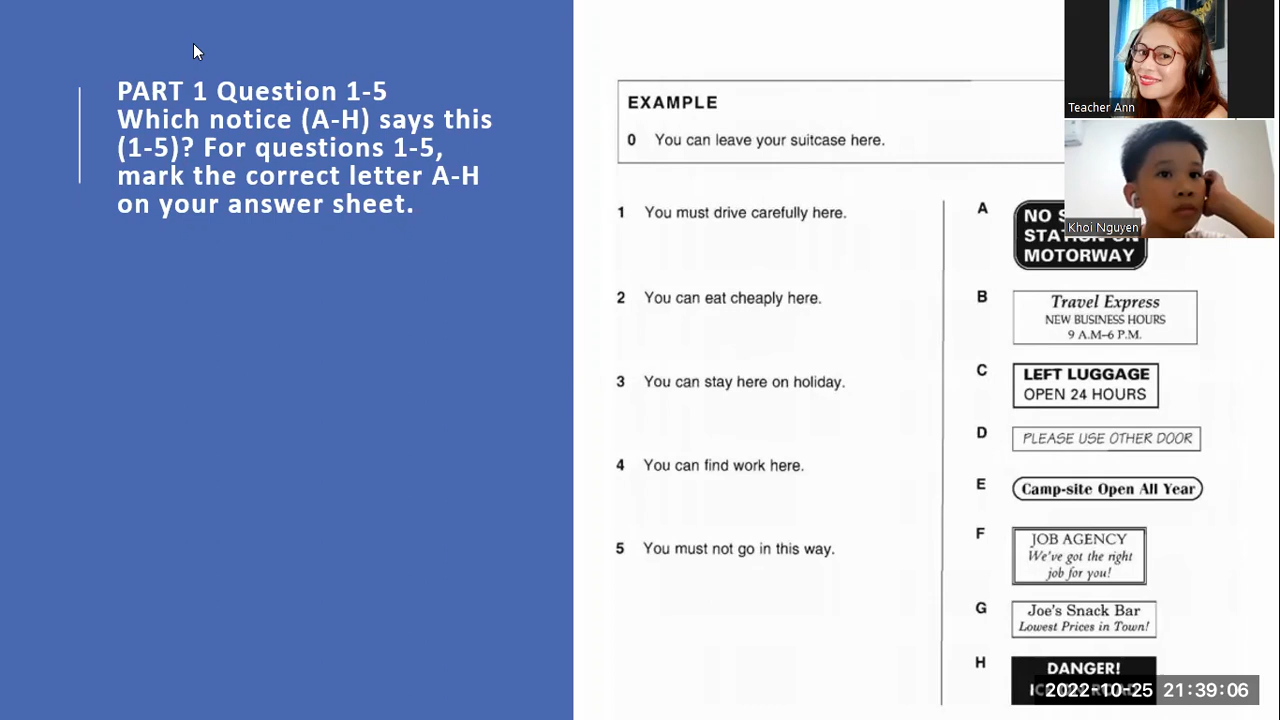 PART 1 Question 1-5
Which notice (A-H) says this
(1-5)? For questions 1-5,
mark the correct letter A-H
on your answer sheet.
EXAMPLE
0 You can leave your suitcase here.
1 You must drive carefully here.
2 You can eat cheaply here.
3 You can stay here on holiday.
4 You can find work here.
5 You must not go in this way.
A
NO
STATION ON
MOTORWAY
B
Travel Express
NEW BUSINESS HOURS
9 A.M–6 P.M.
C
LEFT LUGGAGE
OPEN 24 HOURS
D
PLEASE USE OTHER DOOR
E
Camp-site Open All Year
F
JOB AGENCY
We've got the right
job for you!
G
Joe's Snack Bar
Lowest Prices in Town!
H
DANGER!
Teacher Ann
Khoi Nguyen
2022-10-25 21:39:06